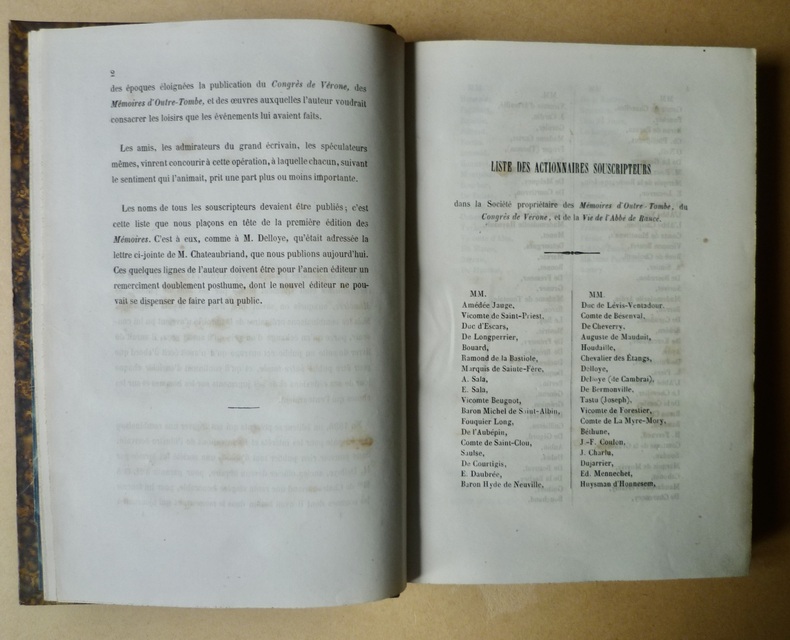 2
des époques éloignées la publication du Congrès de Vérone, des
Mémoires d'Outre-Tombe, et des œuvres auxquelles l'auteur voudrait
consacrer les loisirs que les événements lui avaient faits.
Les amis, les admirateurs du grand écrivain, les spéculateurs
mêmes, vinrent concourir à cette opération, à laquelle chacun, suivant
le sentiment qui l'animait, prit une part plus ou moins importante.
Les noms de tous les souscripteurs devaient être publiés; c'est
cette liste que nous plaçons en tête de la première édition des
Mémoires. C'est à eux, comme à M. Delloye, qu'était adressée la
lettre ci-jointe de M. Chateaubriand, que nous publions aujourd'hui.
Ces quelques lignes de l'auteur doivent être pour l'ancien éditeur un
remerciment doublement posthume, dont le nouvel éditeur ne pou-
vait se dispenser de faire part au public.
LISTE DES ACTIONNAIRES SOUSCRIPTEURS
dans la Société propriétaire des Mémoires d'Outre-Tombe, du
Congrès de Verone, et de la Vie de l'Abbé de Rancé.
MM.
Amédée Jauge,
Vicomte de Saint-Priest,
Duc d'Escars,
De Longperrier,
Bouard,
Ramond de la Bastiole,
Marquis de Sainte-Fère,
A. Sala,
E. Sala,
Vicomte Beugnot,
Baron Michel de Saint-Albin,
Fouquier Long,
De l'Aubépin,
Comte de Saint-Clou,
Saulse,
De Courtigis,
E. Daubrée,
Baron Hyde de Neuville,
MM.
Duc de Lévis-Ventadour.
Comte de Besenval,
De Cheverry,
Auguste de Mauduit,
Houdaille,
Chevalier des Étangs,
Delloye,
Delloye (de Cambrai),
De Bermonville,
Tasta (Joseph),
Vicomte de Forestier,
Comte de La Myre-Mory,
Béthune,
J.-F. Coulon,
J. Charlu,
Dujarrier,
Ed. Mennechet,
Huysman d'Honnesem,